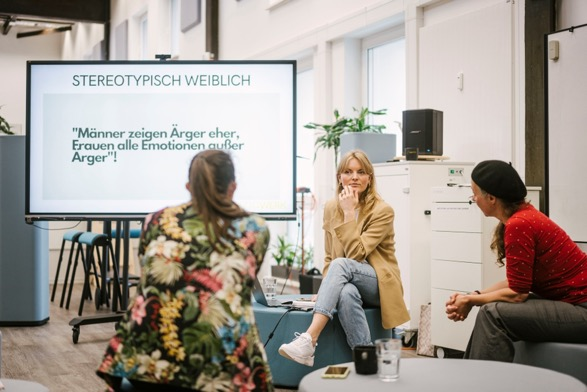 STEREOTYPISCH WEIBLICH
"Männer zeigen Ärger eher,
Frauen alle Emotionen außer
Ärger"!